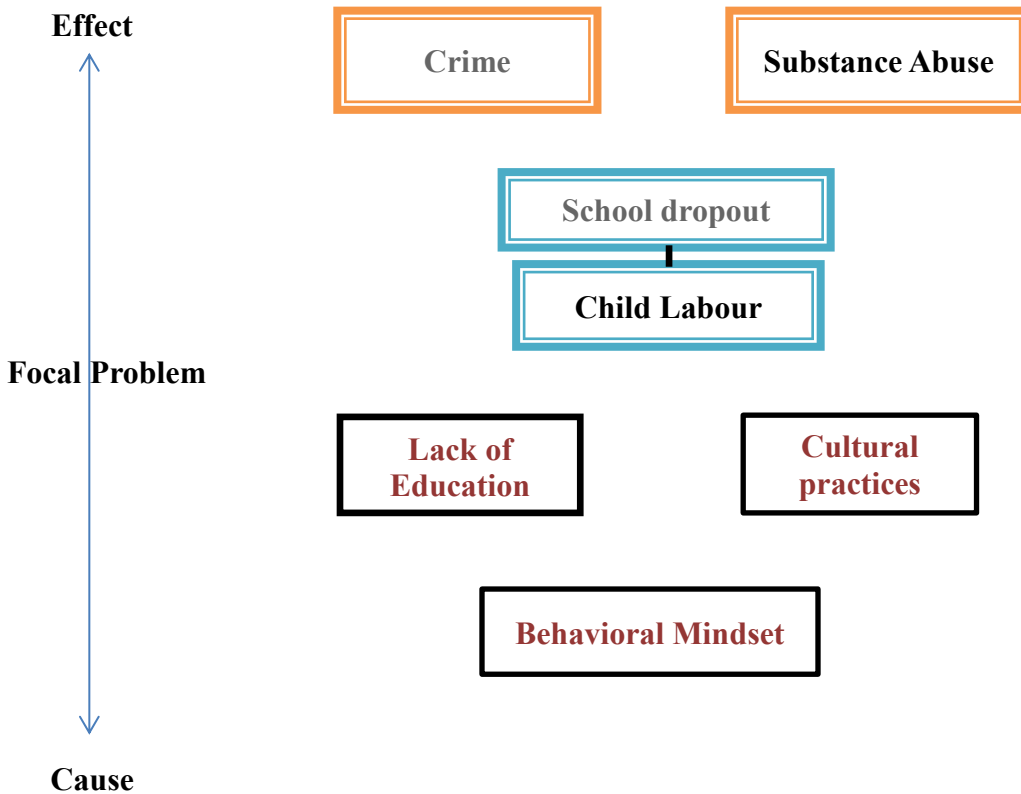 Effect
Crime
Substance Abuse
School dropout
Child Labour
Focal Problem
Lack of
Education
Cultural
practices
Behavioral Mindset
Cause